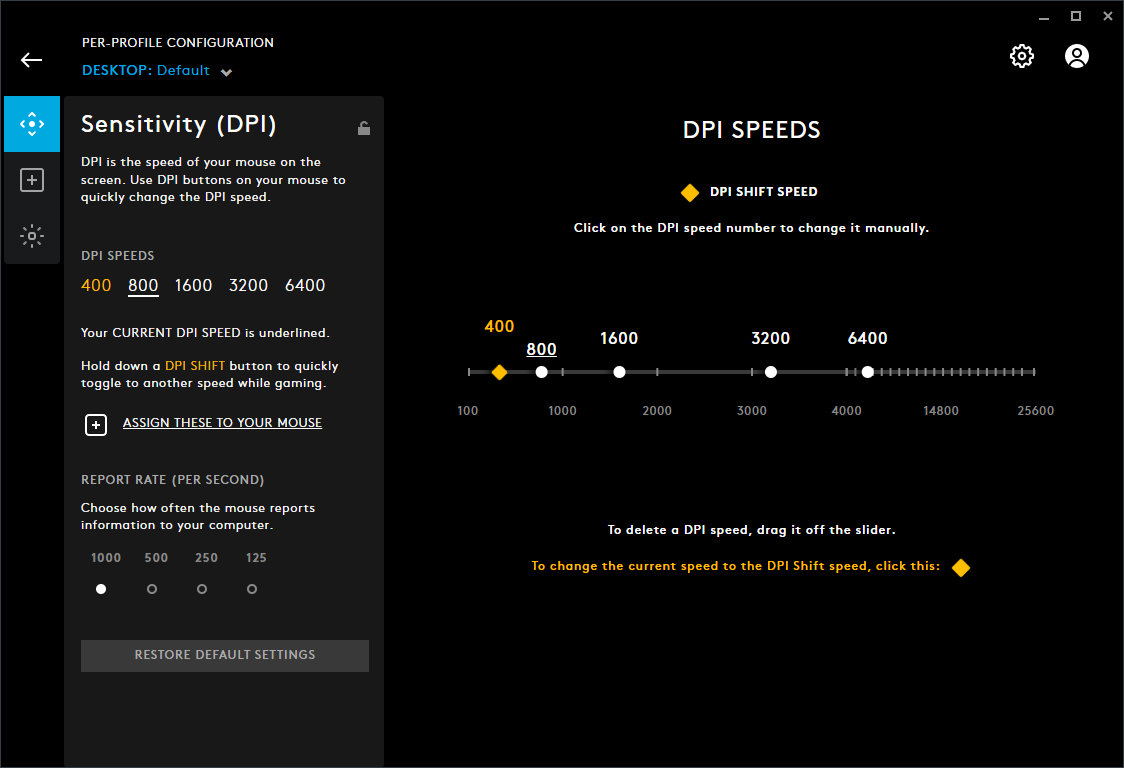 PER-PROFILE CONFIGURATION
DESKTOP: Default
Sensitivity (DPI)
DPI is the speed of your mouse on the
screen. Use DPI buttons on your mouse to
quickly change the DPI speed.
DPI SPEEDS
400 800 1600 3200 6400
Your CURRENT DPI SPEED is underlined.
Hold down a DPI SHIFT button to quickly
toggle to another speed while gaming.
ASSIGN THESE TO YOUR MOUSE
REPORT RATE (PER SECOND)
Choose how often the mouse reports
information to your computer.
1000 500 250 125
RESTORE DEFAULT SETTINGS
DPI SPEEDS
DPI SHIFT SPEED
Click on the DPI speed number to change it manually.
400 800 1600 3200 6400
100 1000 2000 3000 4000 14800 25600
To delete a DPI speed, drag it off the slider.
To change the current speed to the DPI Shift speed, click this: